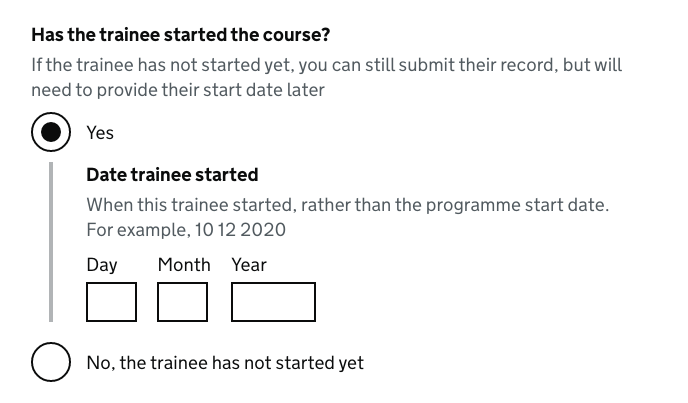 Has the trainee started the course?
If the trainee has not started yet, you can still submit their record, but will
need to provide their start date later
Yes
Date trainee started
When this trainee started, rather than the programme start date.
For example, 10 12 2020
Day Month Year
No, the trainee has not started yet